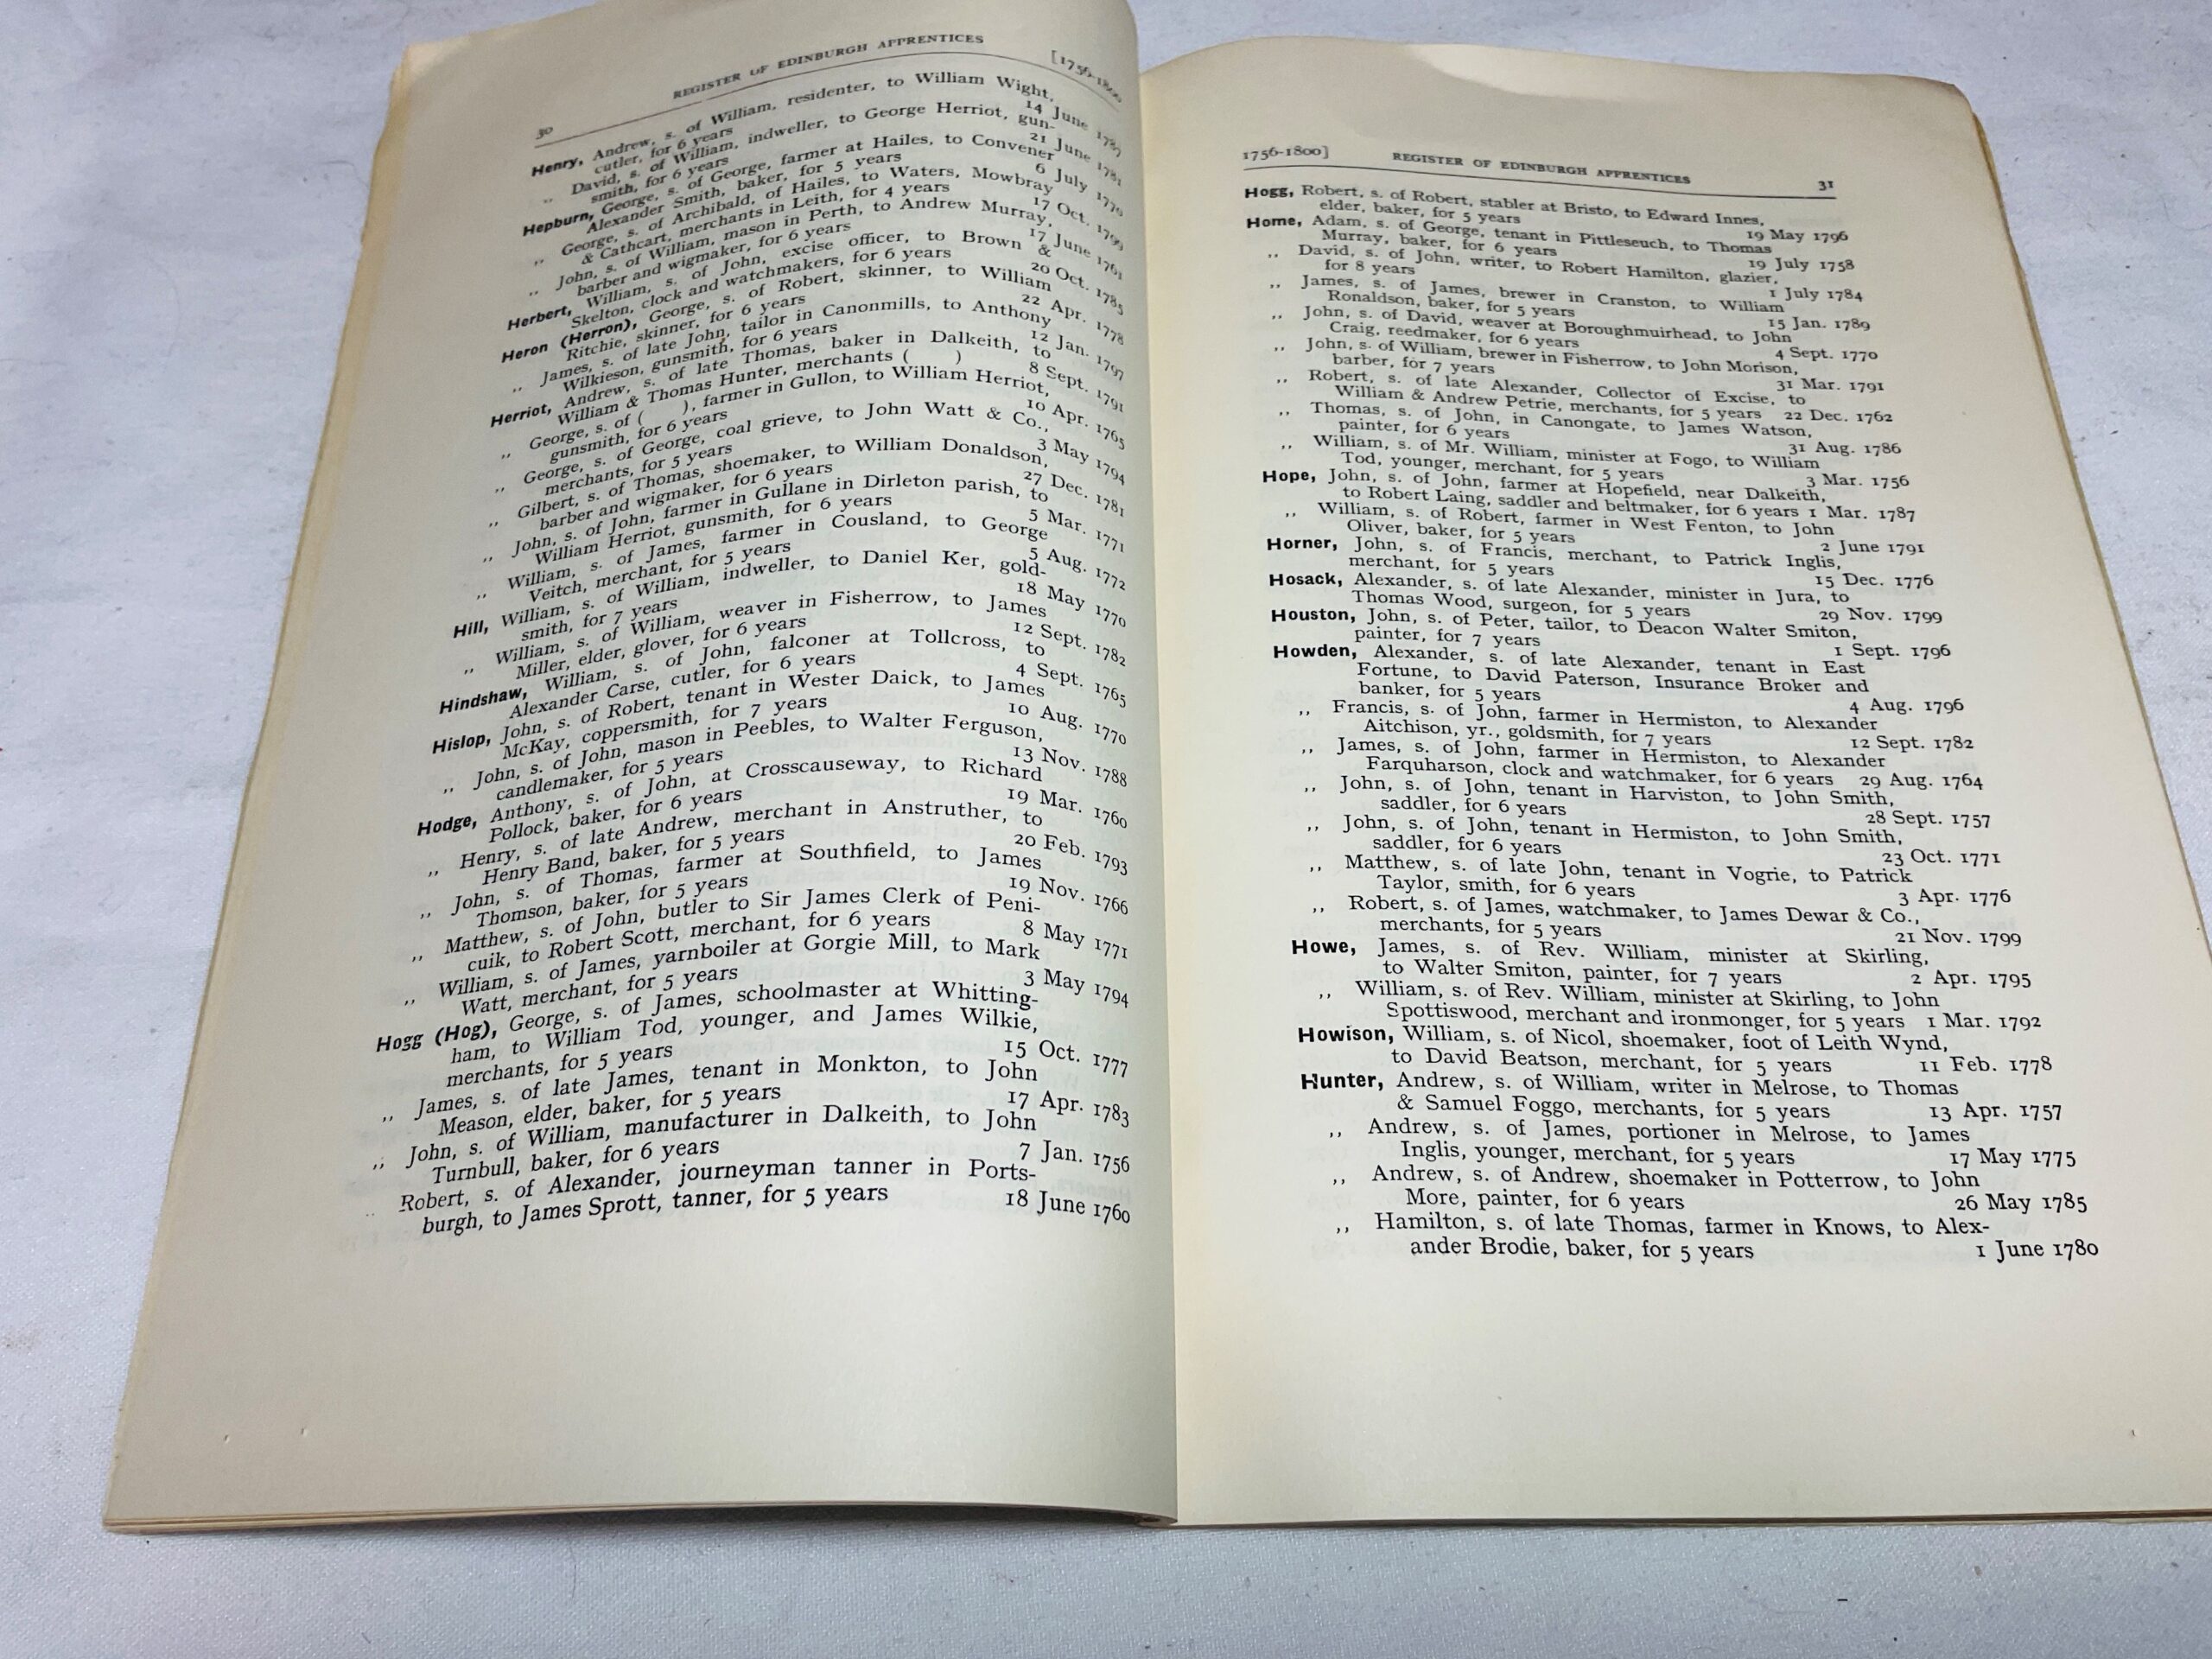 30 REGISTER OF EDINBURGH APPRENTICES [1756-1800
Henry, Andrew, s. of William, residenter, to William Wight,
cutler, for 6 years 14 June
,, David, s. of William, indweller, to George Herriot, gun-
smith, for 6 years 21 June 1781
Hepburn, George, s. of George, farmer at Hailes, to Convener
Alexander Smith, baker, for 5 years 6 July 1770
,, George, s. of Archibald, of Hailes, to Waters, Mowbray
& Cathcart, merchants in Leith, for 4 years 17 Oct. 1799
,, John, s. of William, mason in Perth, to Andrew Murray,
barber and wigmaker, for 6 years 17 June 1761
Herbert, William, s. of John, excise officer, to Brown &
Skelton, clock and watchmakers, for 6 years 20 Oct. 1785
Heron (Herron), George, s. of Robert, skinner, to William
Ritchie, skinner, for 6 years 22 Apr. 1778
,, James, s. of late John, tailor in Canonmills, to Anthony
Wilkieson, gunsmith, for 6 years 12 Jan. 1797
Herriot, Andrew, s. of late Thomas, baker in Dalkeith, to
William & Thomas Hunter, merchants ( ) 8 Sept. 1791
,, George, s. of ( ), farmer in Gullon, to William Herriot,
gunsmith, for 6 years 10 Apr. 1765
,, George, s. of George, coal grieve, to John Watt & Co.,
merchants, for 5 years 3 May 1794
,, Gilbert, s. of Thomas, shoemaker, to William Donaldson,
barber and wigmaker, for 6 years 27 Dec. 1781
,, John, s. of John, farmer in Gullane in Dirleton parish, to
William Herriot, gunsmith, for 6 years 5 Mar. 1771
,, William, s. of James, farmer in Cousland, to George
Veitch, merchant, for 5 years 5 Aug. 1772
Hill, William, s. of William, indweller, to Daniel Ker, gold-
smith, for 7 years 18 May 1770
,, William, s. of William, weaver in Fisherrow, to James
Miller, elder, glover, for 6 years 12 Sept. 1782
Hindshaw, William, s. of John, falconer at Tollcross, to
Alexander Carse, cutler, for 6 years 4 Sept. 1765
Hislop, John, s. of Robert, tenant in Wester Daick, to James
McKay, coppersmith, for 7 years 10 Aug. 1770
,, John, s. of John, mason in Peebles, to Walter Ferguson,
candlemaker, for 5 years 13 Nov. 1788
Hodge, Anthony, s. of John, at Crosscauseway, to Richard
Pollock, baker, for 6 years 19 Mar. 1760
,, Henry, s. of late Andrew, merchant in Anstruther, to
Henry Band, baker, for 5 years 20 Feb. 1793
,, John, s. of Thomas, farmer at Southfield, to James
Thomson, baker, for 5 years 19 Nov. 1766
,, Matthew, s. of John, butler to Sir James Clerk of Peni-
cuik, to Robert Scott, merchant, for 6 years 8 May 1771
,, William, s. of James, yarnboiler at Gorgie Mill, to Mark
Watt, merchant, for 5 years 3 May 1794
Hogg (Hog), George, s. of James, schoolmaster at Whitting-
ham, to William Tod, younger, and James Wilkie,
merchants, for 5 years 15 Oct. 1777
,, James, s. of late James, tenant in Monkton, to John
Meason, elder, baker, for 5 years 17 Apr. 1783
,, John, s. of William, manufacturer in Dalkeith, to John
Turnbull, baker, for 6 years 7 Jan. 1756
,, Robert, s. of Alexander, journeyman tanner in Ports-
burgh, to James Sprott, tanner, for 5 years 18 June 1760
1756-1800] REGISTER OF EDINBURGH APPRENTICES 31
Hogg, Robert, s. of Robert, stabler at Bristo, to Edward Innes,
elder, baker, for 5 years 19 May 1796
Home, Adam, s. of George, tenant in Pittleseuch, to Thomas
Murray, baker, for 6 years 19 July 1758
,, David, s. of John, writer, to Robert Hamilton, glazier,
for 8 years 1 July 1784
,, James, s. of James, brewer in Cranston, to William
Ronaldson, baker, for 5 years 15 Jan. 1789
,, John, s. of David, weaver at Boroughmuirhead, to John
Craig, reedmaker, for 6 years 4 Sept. 1770
,, John, s. of William, brewer in Fisherrow, to John Morison,
barber, for 7 years 31 Mar. 1791
,, Robert, s. of late Alexander, Collector of Excise, to
William & Andrew Petrie, merchants, for 5 years 22 Dec. 1762
,, Thomas, s. of John, in Canongate, to James Watson,
painter, for 6 years 31 Aug. 1786
,, William, s. of Mr. William, minister at Fogo, to William
Tod, younger, merchant, for 5 years 3 Mar. 1756
Hope, John, s. of John, farmer at Hopefield, near Dalkeith,
to Robert Laing, saddler and beltmaker, for 6 years 1 Mar. 1787
,, William, s. of Robert, farmer in West Fenton, to John
Oliver, baker, for 5 years 2 June 1791
Horner, John, s. of Francis, merchant, to Patrick Inglis,
merchant, for 5 years 15 Dec. 1776
Hosack, Alexander, s. of late Alexander, minister in Jura, to
Thomas Wood, surgeon, for 5 years 29 Nov. 1799
Houston, John, s. of Peter, tailor, to Deacon Walter Smiton,
painter, for 7 years 1 Sept. 1796
Howden, Alexander, s. of late Alexander, tenant in East
Fortune, to David Paterson, Insurance Broker and
banker, for 5 years 4 Aug. 1796
,, Francis, s. of John, farmer in Hermiston, to Alexander
Aitchison, yr., goldsmith, for 7 years 12 Sept. 1782
,, James, s. of John, farmer in Hermiston, to Alexander
Farquharson, clock and watchmaker, for 6 years 29 Aug. 1764
,, John, s. of John, tenant in Harviston, to John Smith,
saddler, for 6 years 28 Sept. 1757
,, John, s. of John, tenant in Hermiston, to John Smith,
saddler, for 6 years 23 Oct. 1771
,, Matthew, s. of late John, tenant in Vogrie, to Patrick
Taylor, smith, for 6 years 3 Apr. 1776
,, Robert, s. of James, watchmaker, to James Dewar & Co.,
merchants, for 5 years 21 Nov. 1799
Howe, James, s. of Rev. William, minister at Skirling,
to Walter Smiton, painter, for 7 years 2 Apr. 1795
,, William, s. of Rev. William, minister at Skirling, to John
Spottiswood, merchant and ironmonger, for 5 years 1 Mar. 1792
Howison, William, s. of Nicol, shoemaker, foot of Leith Wynd,
to David Beatson, merchant, for 5 years 11 Feb. 1778
Hunter, Andrew, s. of William, writer in Melrose, to Thomas
& Samuel Foggo, merchants, for 5 years 13 Apr. 1757
,, Andrew, s. of James, portioner in Melrose, to James
Inglis, younger, merchant, for 5 years 17 May 1775
,, Andrew, s. of Andrew, shoemaker in Potterrow, to John
More, painter, for 6 years 26 May 1785
,, Hamilton, s. of late Thomas, farmer in Knows, to Alex-
ander Brodie, baker, for 5 years 1 June 1780